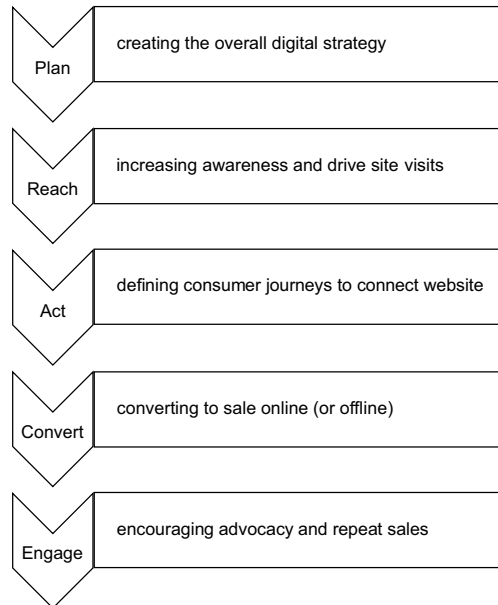 creating the overall digital strategy
Plan
increasing awareness and drive site visits
Reach
defining consumer journeys to connect website
Act
converting to sale online (or offline)
Convert
encouraging advocacy and repeat sales
Engage